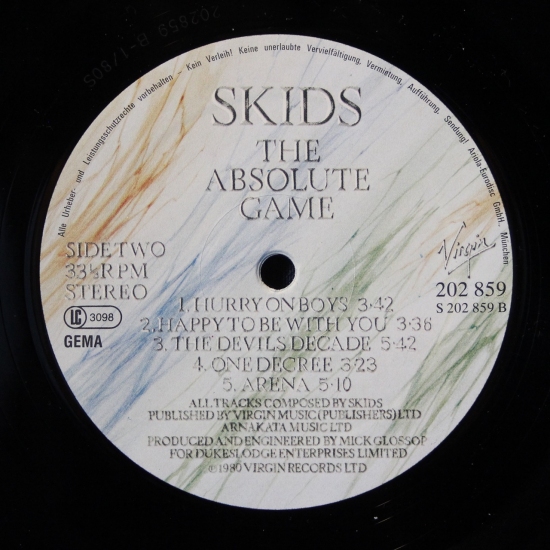 Alle Urheber- und Leistungsschutzrechte vorbehalten - Kein Verleih! Keine unerlaubte Vervielfältigung, Vermietung, Aufführung, Sendung! Ariola-Eurodisc GmbH, München
SKIDS
THE
ABSOLUTE
GAME
SIDE TWO
33⅓ RPM
STEREO
Virgin
202 859
S 202 859 B
LC 3098
GEMA
1. HURRY ON BOYS 3·42
2. HAPPY TO BE WITH YOU 3·36
3. THE DEVILS DECADE 5·42
4. ONE DEGREE 3·23
5. ARENA 5·10
ALL TRACKS COMPOSED BY SKIDS
PUBLISHED BY VIRGIN MUSIC (PUBLISHERS) LTD
ARNAKATA MUSIC LTD
PRODUCED AND ENGINEERED BY MICK GLOSSOP
FOR DUKESLODGE ENTERPRISES LIMITED
℗1980 VIRGIN RECORDS LTD